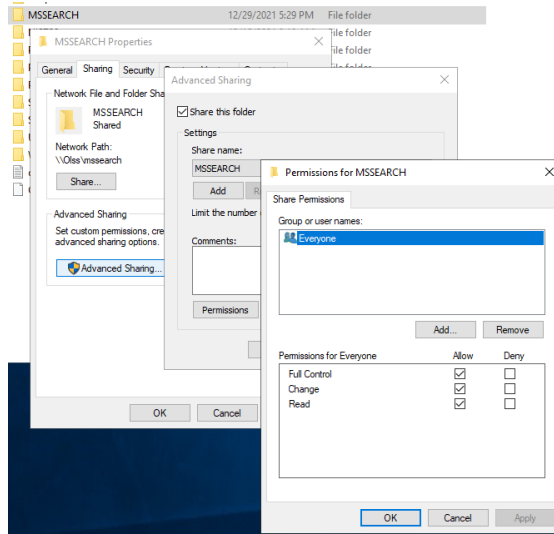 MSSEARCH 12/29/2021 5:29 PM File folder
File folder
File folder
MSSEARCH Properties
General Sharing Security
Network File and Folder Sha
MSSEARCH
Shared
Network Path:
\\Olss\mssearch
Share...
Advanced Sharing
Set custom permissions, cre
advanced sharing options.
Advanced Sharing...
OK Cancel
Advanced Sharing
Share this folder
Settings
Share name:
MSSEARCH
Add
Limit the number
Comments:
Permissions
Permissions for MSSEARCH
Share Permissions
Group or user names:
Everyone
Add... Remove
Permissions for Everyone Allow Deny
Full Control
Change
Read
OK Cancel Apply